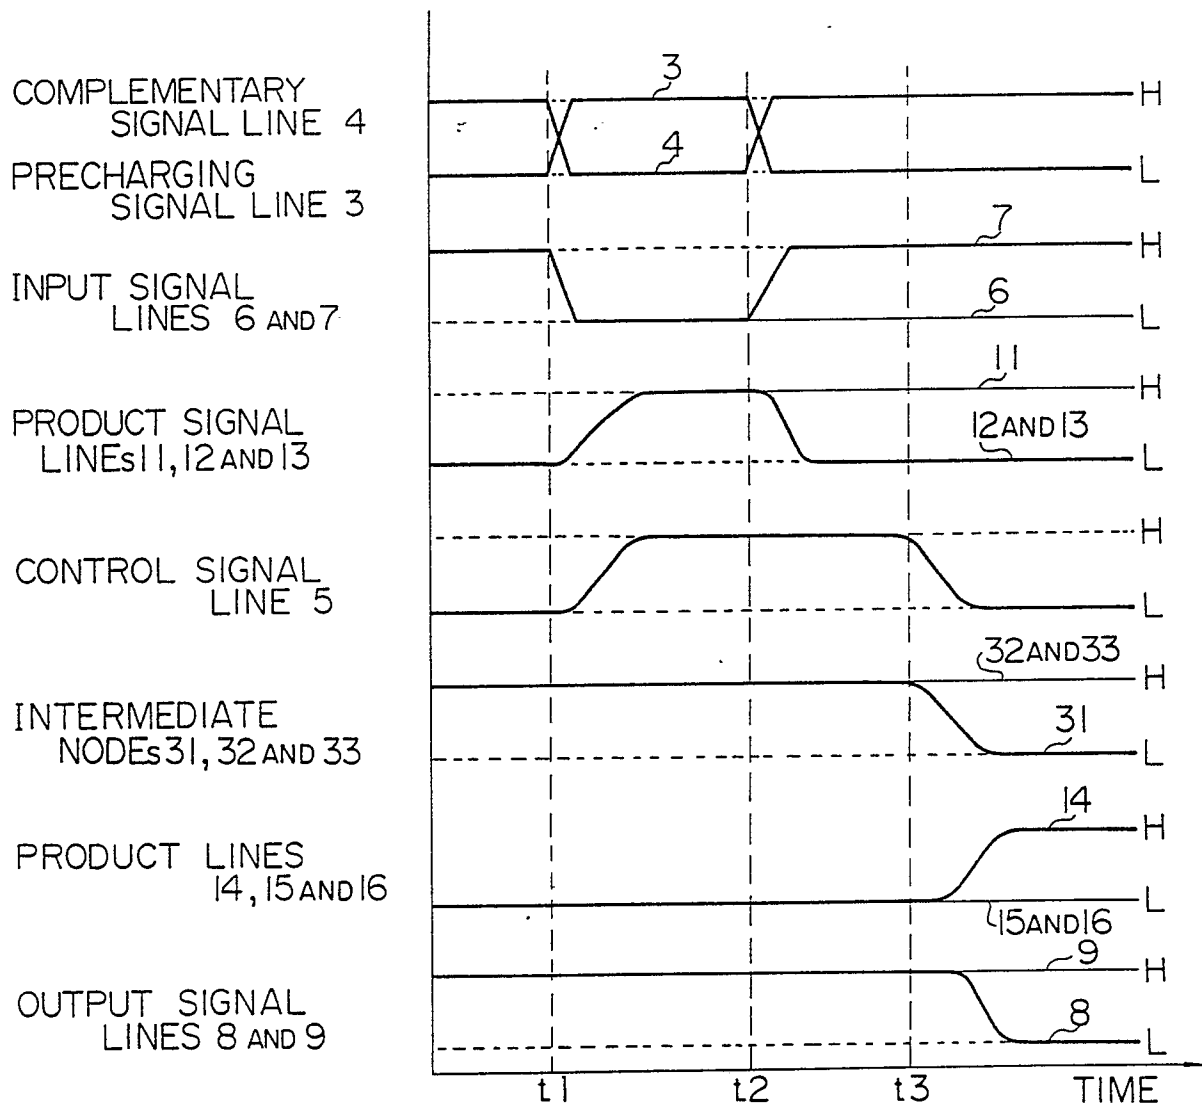 COMPLEMENTARY
SIGNAL LINE 4
3
H
4
PRECHARGING
SIGNAL LINE 3
L
7
H
INPUT SIGNAL
LINES 6 AND 7
6
L
11
H
PRODUCT SIGNAL
LINEs 11, 12 AND 13
12 AND 13
L
H
CONTROL SIGNAL
LINE 5
L
32 AND 33
H
INTERMEDIATE
NODEs 31, 32 AND 33
31
L
14
H
PRODUCT LINES
14, 15 AND 16
L
15 AND 16
9
H
OUTPUT SIGNAL
LINES 8 AND 9
8
L
t1
t2
t3
TIME